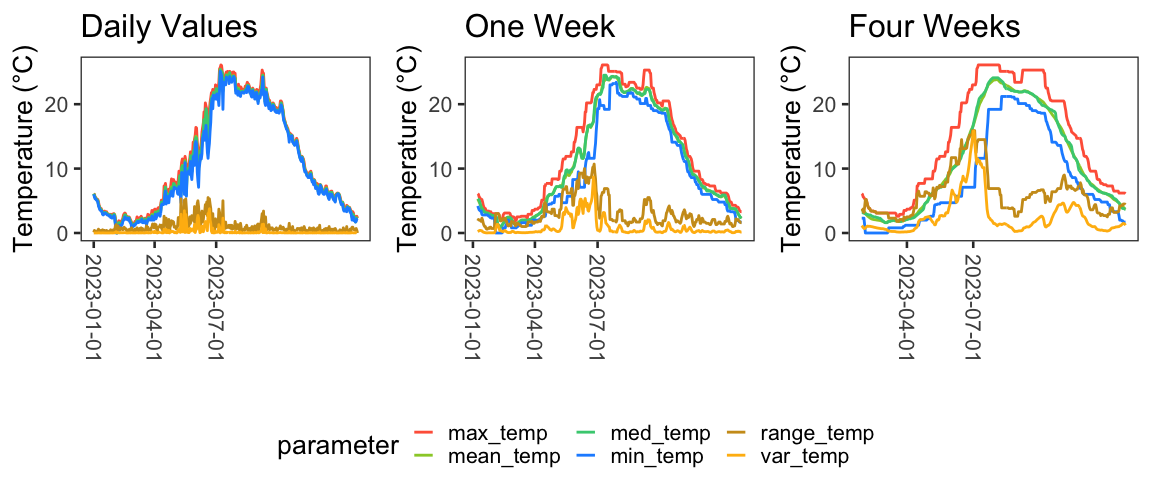 Daily Values
One Week
Four Weeks
Temperature (°C)
20
10
0
2023-01-01
2023-04-01
2023-07-01
Temperature (°C)
20
10
0
2023-01-01
2023-04-01
2023-07-01
Temperature (°C)
20
10
0
2023-04-01
2023-07-01
parameter
max_temp
med_temp
range_temp
mean_temp
min_temp
var_temp